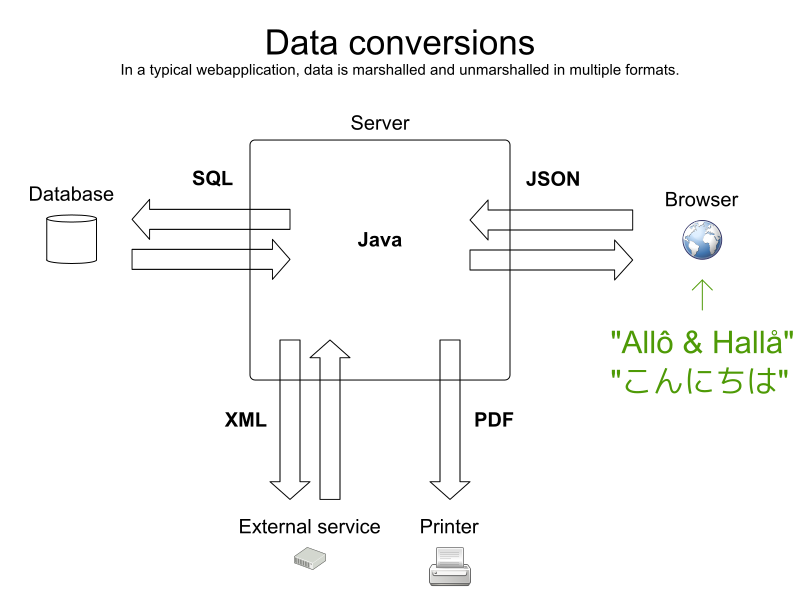 Data conversions
In a typical webapplication, data is marshalled and unmarshalled in multiple formats.
Server
SQL
JSON
Database
Browser
Java
"Allô & Hallå"
"こんにちは"
XML
PDF
External service
Printer